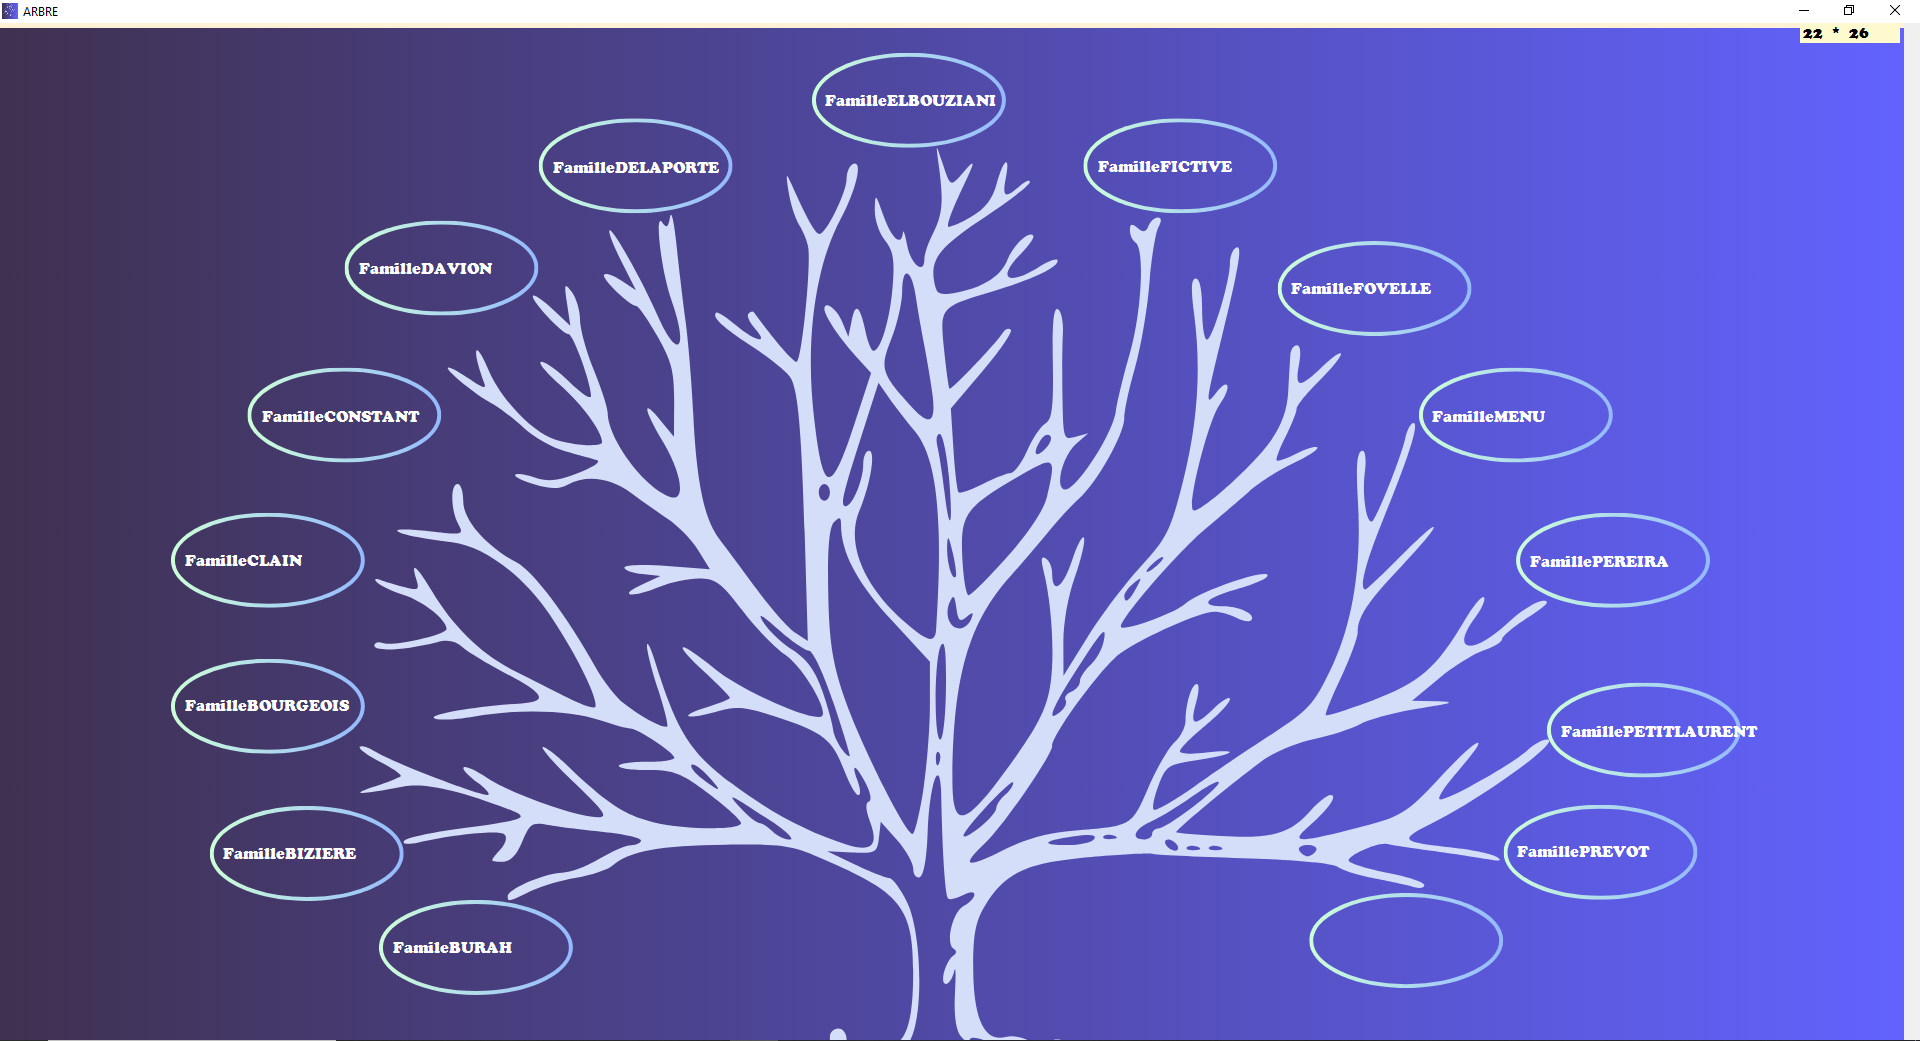 ARBRE
22 * 26
FamilleELBOUZIANI
FamilleDELAPORTE
FamilleFICTIVE
FamilleDAVION
FamilleFOVELLE
FamilleCONSTANT
FamilleMENU
FamilleCLAIN
FamillePEREIRA
FamilleBOURGEOIS
FamillePETITLAURENT
FamilleBIZIERE
FamillePREVOT
FamileBURAH